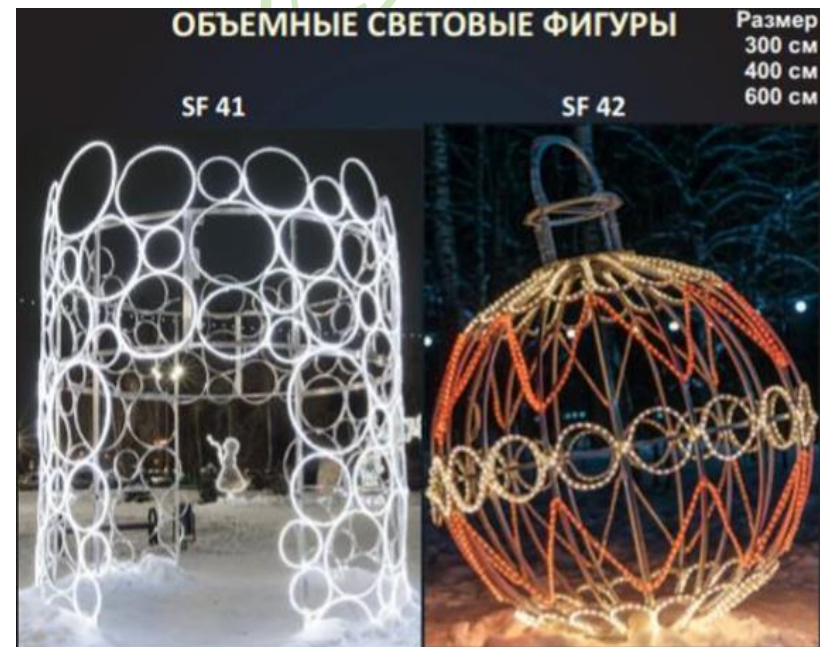 ОБЪЕМНЫЕ СВЕТОВЫЕ ФИГУРЫ
Размер
300 см
400 см
600 см
SF 41
SF 42